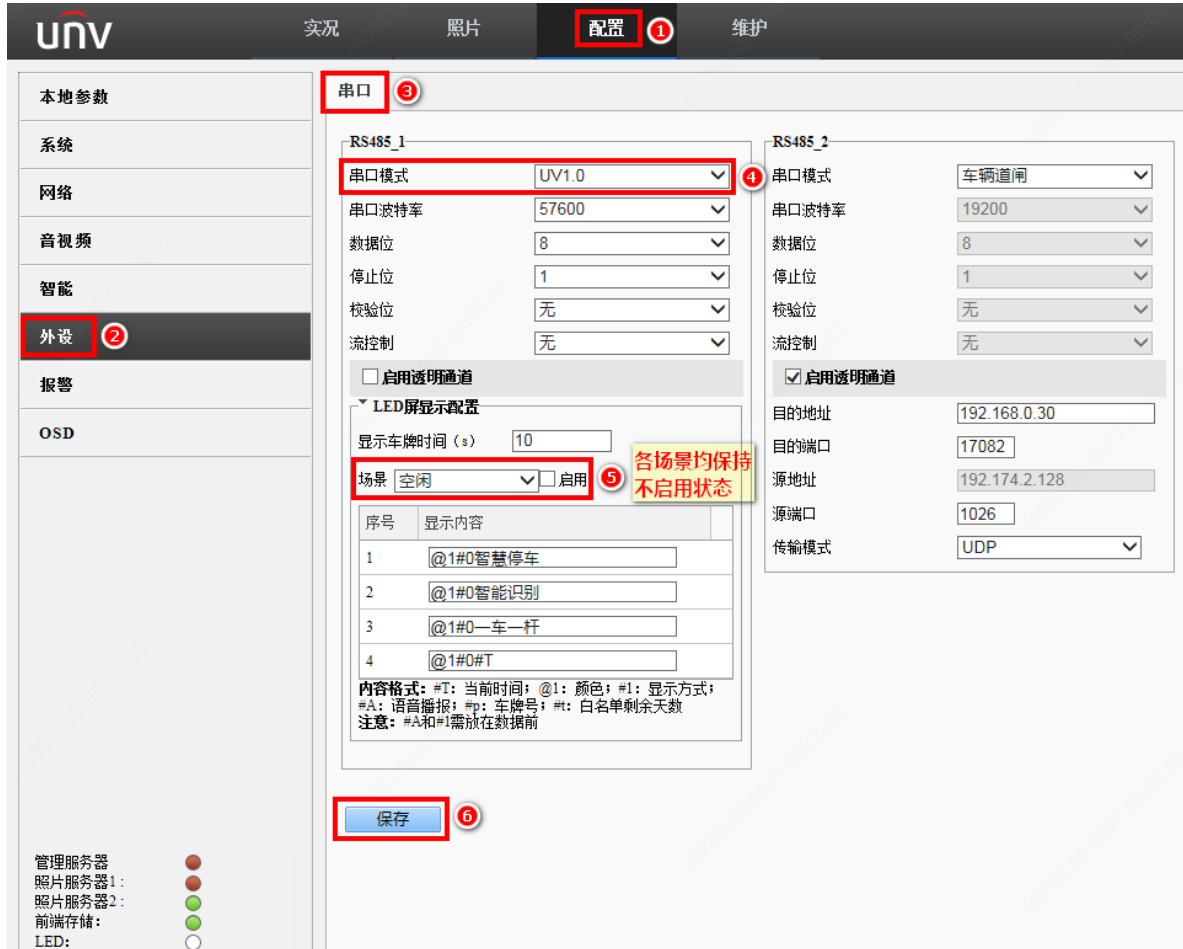 unv
实况 照片 配置 1 维护
本地参数
系统
网络
音视频
智能
外设 2
报警
OSD
管理服务器
照片服务器1:
照片服务器2:
前端存储:
LED:
串口 3
RS485_1
串口模式 UV1.0 4
串口波特率 57600
数据位 8
停止位 1
校验位 无
流控制 无
启用透明通道
LED屏显示配置
显示车牌时间(s) 10
场景 空闲 启用 5
各场景均保持
不启用状态
序号 显示内容
1 @1#0智慧停车
2 @1#0智能识别
3 @1#0一车一杆
4 @1#0#T
内容格式: #T: 当前时间; @1: 颜色; #1: 显示方式;
#A: 语音播报; #p: 车牌号; #t: 白名单剩余天数
注意: #A和#1需放在数据前
保存 6
RS485_2
串口模式 车辆道闸
串口波特率 19200
数据位 8
停止位 1
校验位 无
流控制 无
启用透明通道
目的地址 192.168.0.30
目的端口 17082
源地址 192.174.2.128
源端口 1026
传输模式 UDP